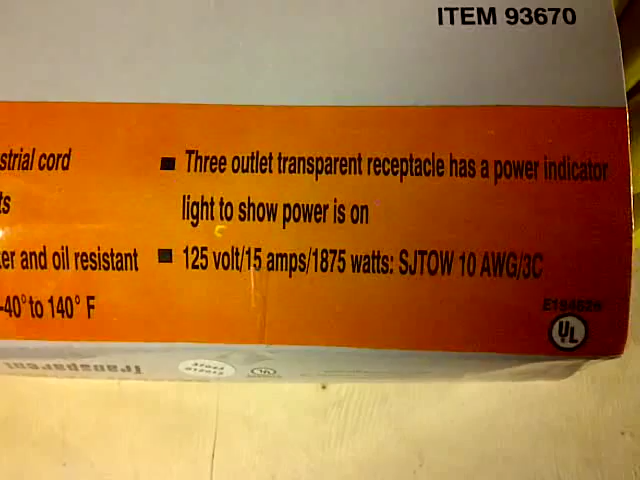 ITEM 93670
strial cord
■ Three outlet transparent receptacle has a power indicator
ts
light to show power is on
er and oil resistant
■ 125 volt/15 amps/1875 watts: SJTOW 10 AWG/3C
-40° to 140° F
UL
Transparent